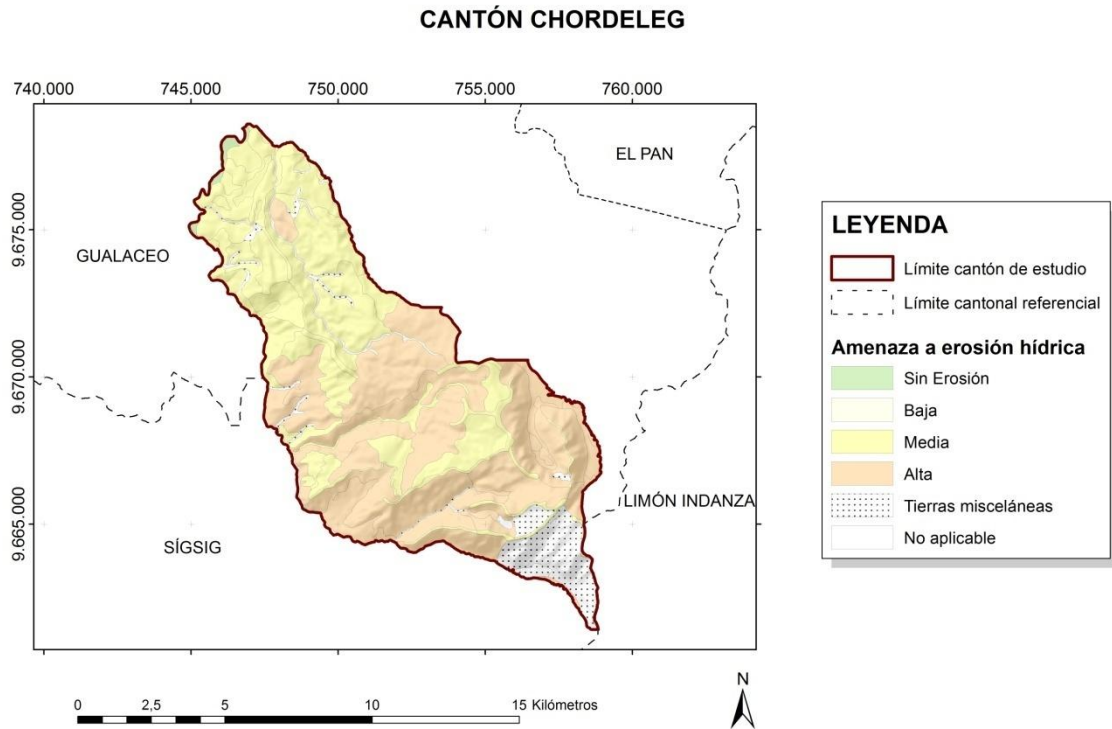 CANTÓN CHORDELEG
740.000 745.000 750.000 755.000 760.000
EL PAN
9.675.000
GUALACEO
9.670.000
LIMÓN INDANZA
9.665.000
SÍGSIG
LEYENDA
Límite cantón de estudio
Límite cantonal referencial
Amenaza a erosión hídrica
Sin Erosión
Baja
Media
Alta
Tierras misceláneas
No aplicable
N
0 2,5 5 10 15 Kilómetros